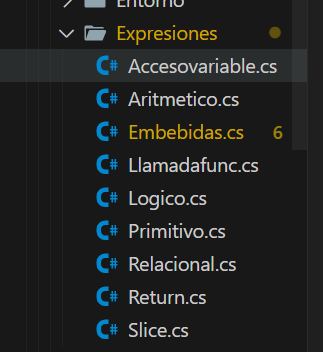 Entorno
Expresiones
Accesovariable.cs
Aritmetico.cs
Embebidas.cs 6
Llamadafunc.cs
Logico.cs
Primitivo.cs
Relacional.cs
Return.cs
Slice.cs